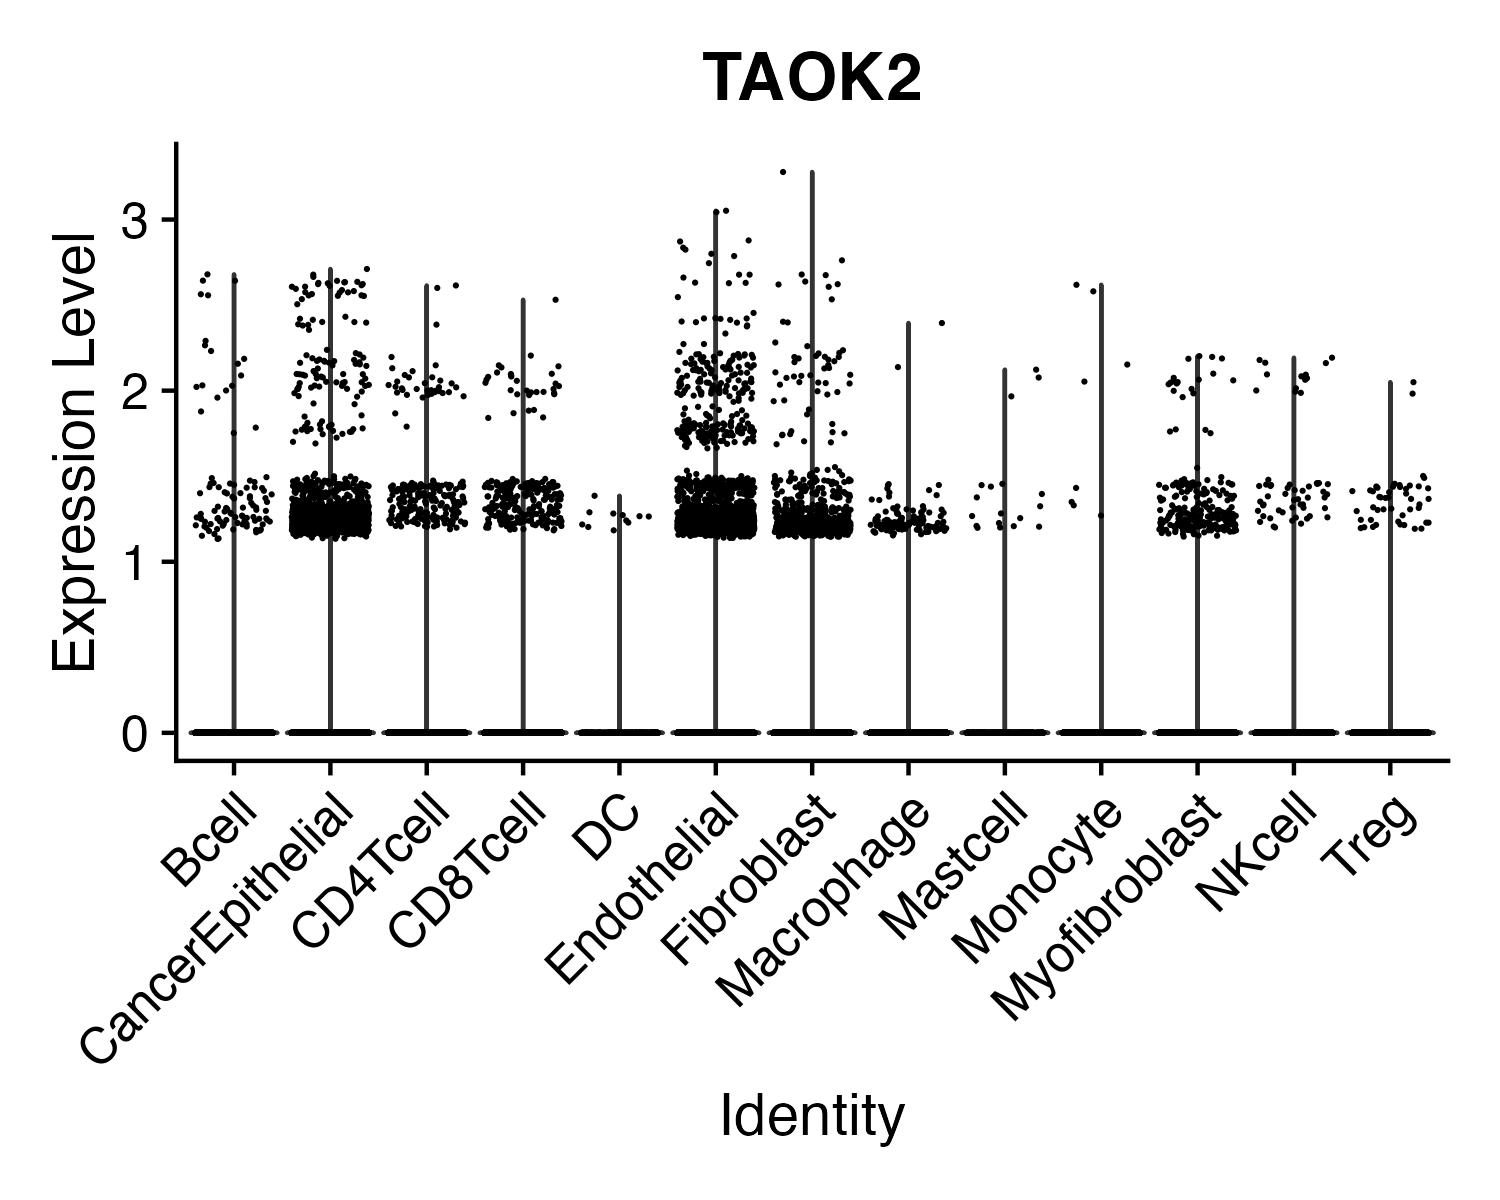 TAOK2
Expression Level
3
2
1
0
Bcell
CancerEpithelial
CD4Tcell
CD8Tcell
DC
Endothelial
Fibroblast
Macrophage
Mastcell
Monocyte
Myofibroblast
NKcell
Treg
Identity